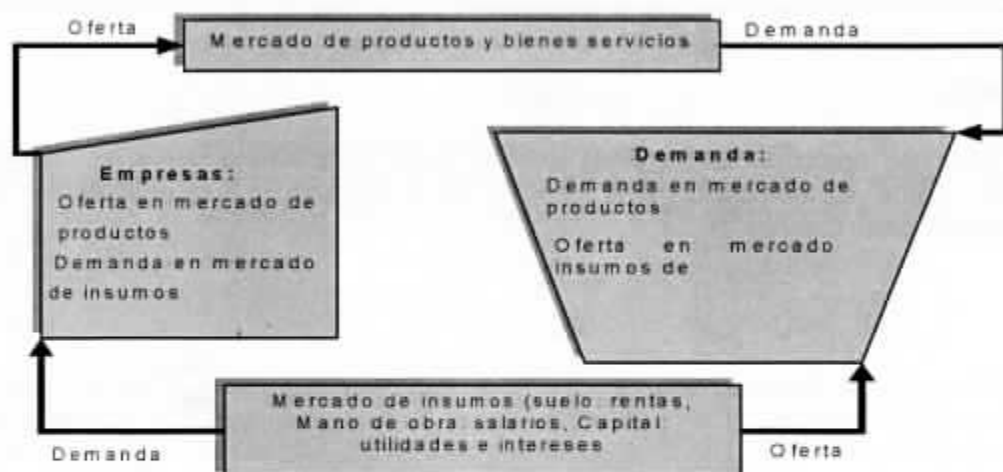 Oferta
Mercado de productos y bienes servicios
Demanda
Empresas:
Oferta en mercado de
productos
Demanda en mercado
de insumos
Demanda:
Demanda en mercado de
productos
Oferta en mercado
insumos de
Mercado de insumos (suelo: rentas,
Mano de obra: salarios, Capital:
utilidades e intereses
Demanda
Oferta